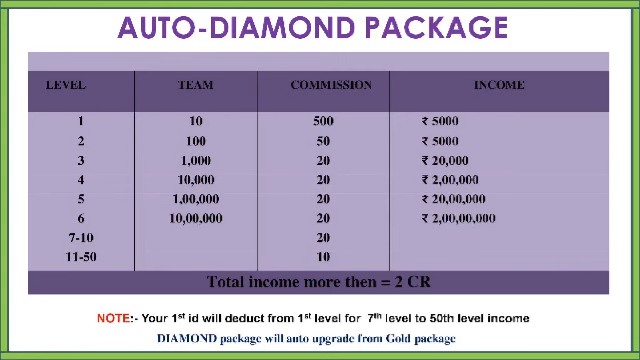 AUTO-DIAMOND PACKAGE
LEVEL TEAM COMMISSION INCOME
1 10 500 ₹ 5000
2 100 50 ₹ 5000
3 1,000 20 ₹ 20,000
4 10,000 20 ₹ 2,00,000
5 1,00,000 20 ₹ 20,00,000
6 10,00,000 20 ₹ 2,00,00,000
7-10 20
11-50 10
Total income more then = 2 CR
NOTE:- Your 1st id will deduct from 1st level for 7th level to 50th level income
DIAMOND package will auto upgrade from Gold package